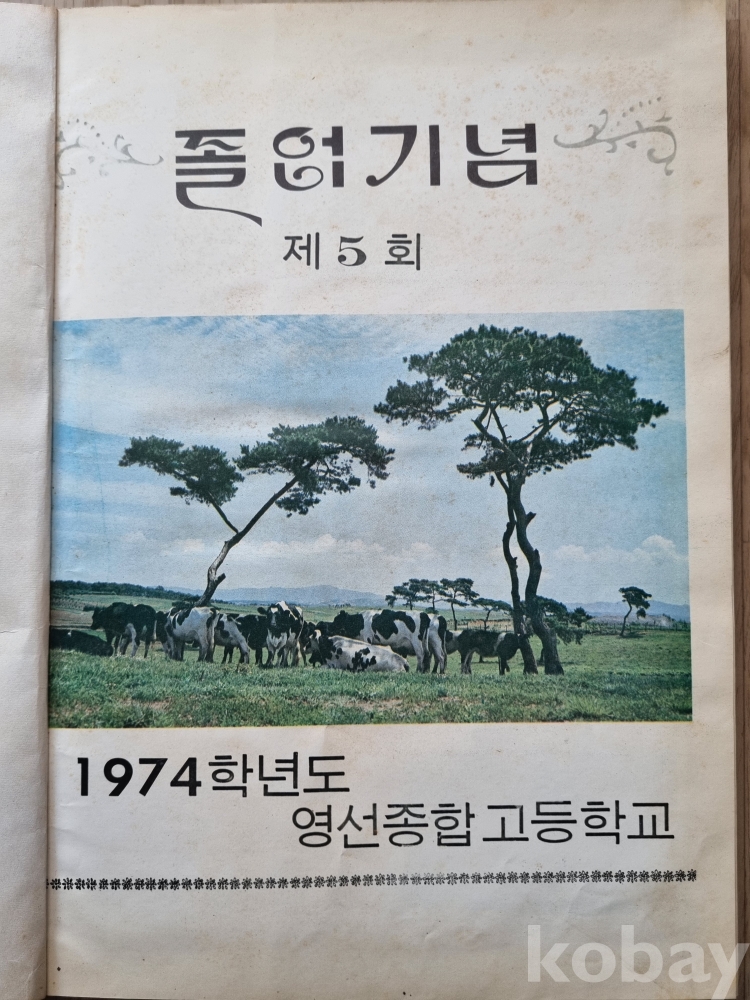 졸업기념
제 5 회
1974학년도
영선종합고등학교
kobay